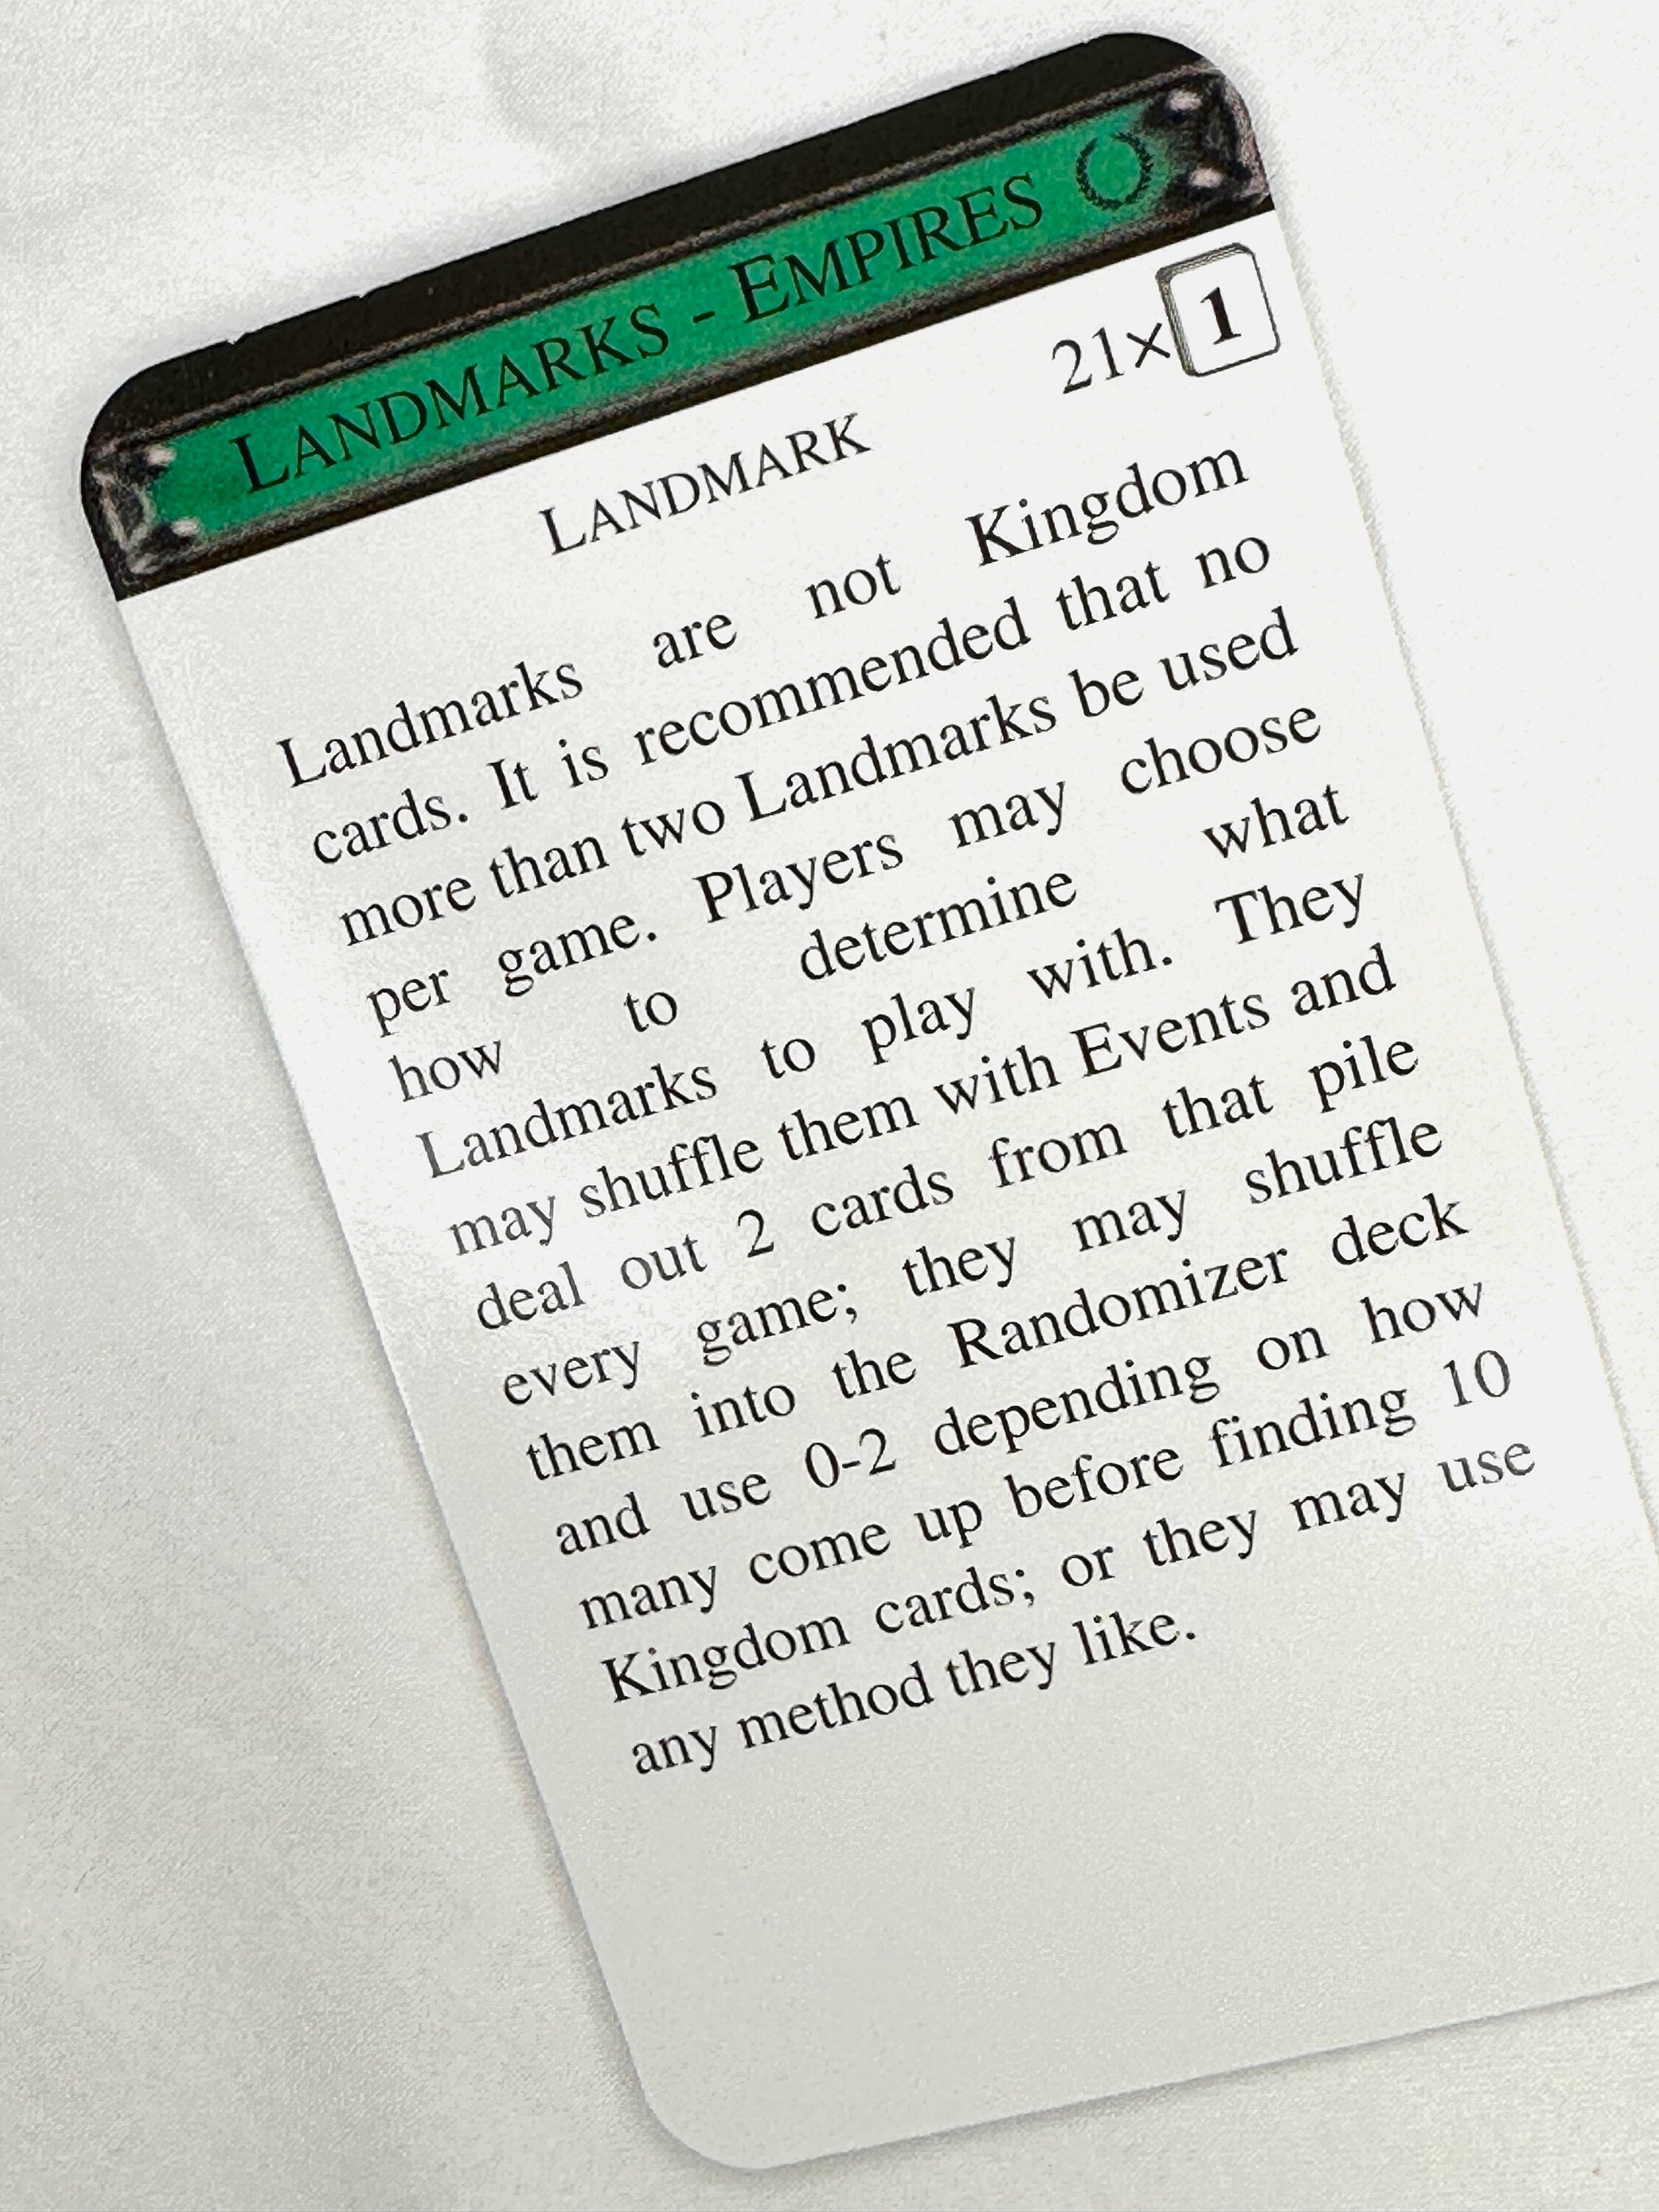 LANDMARKS - EMPIRES
21×1
LANDMARK
Landmarks are not Kingdom
cards. It is recommended that no
more than two Landmarks be used
per game. Players may choose
how to determine what
Landmarks to play with. They
may shuffle them with Events and
deal out 2 cards from that pile
every game; they may shuffle
them into the Randomizer deck
and use 0-2 depending on how
many come up before finding 10
Kingdom cards; or they may use
any method they like.